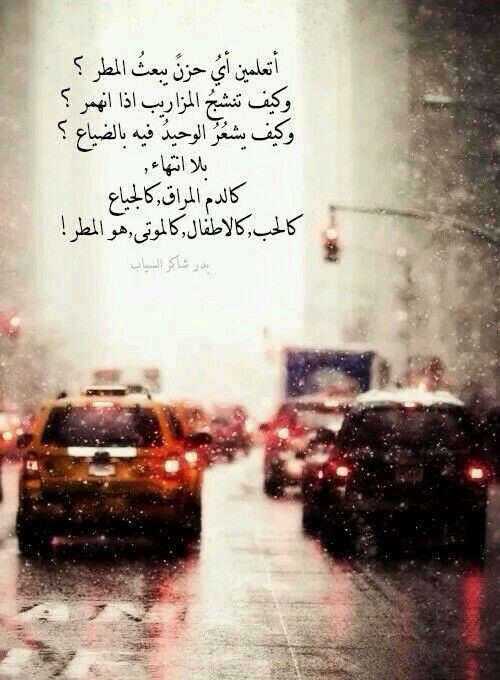 أتعلمين أيُ حزنً يبعثُ المطر ؟
وكيف تنشجُ المزاريب اذا انهمر ؟
وكيف يشعُرُ الوحيدُ فيه بالضياع ؟
بلا انتهاء,
كالدم المراق,كالجياع
كالحب,كالاطفال,كالموتى,هو المطر!
بدر شاكر السياب